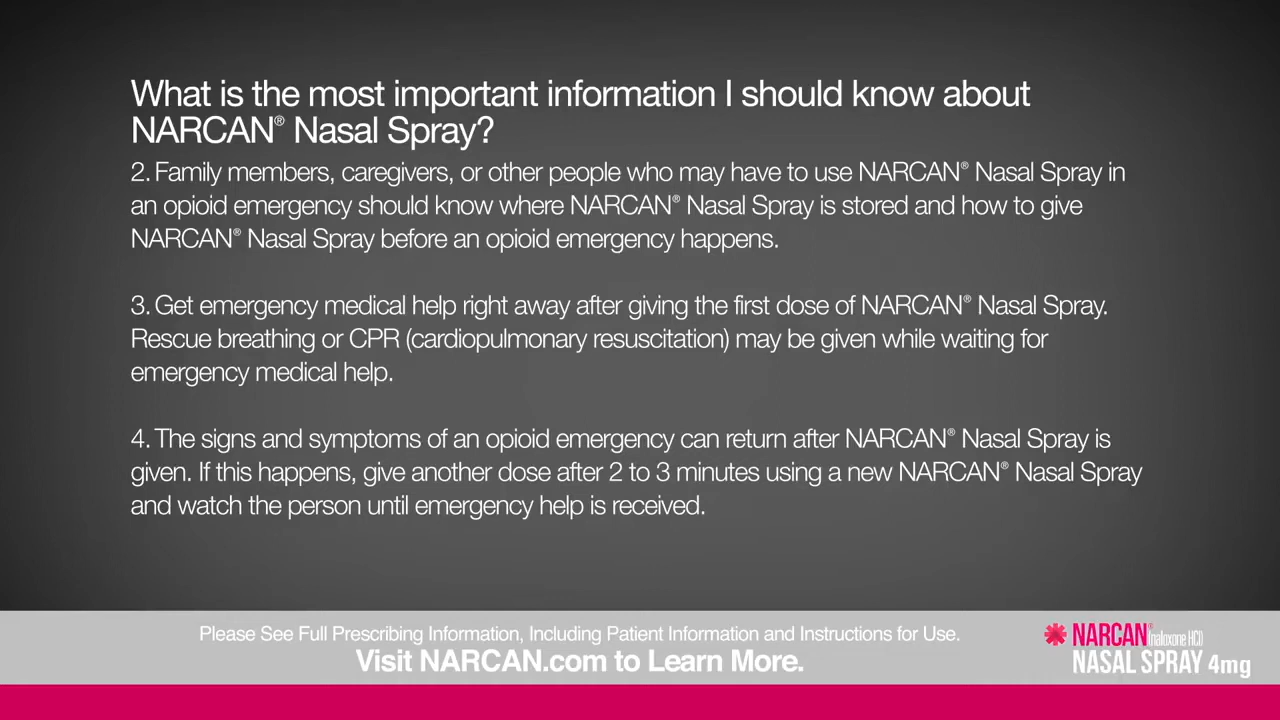 What is the most important information I should know about
NARCAN® Nasal Spray?
2. Family members, caregivers, or other people who may have to use NARCAN® Nasal Spray in
an opioid emergency should know where NARCAN® Nasal Spray is stored and how to give
NARCAN® Nasal Spray before an opioid emergency happens.
3. Get emergency medical help right away after giving the first dose of NARCAN® Nasal Spray.
Rescue breathing or CPR (cardiopulmonary resuscitation) may be given while waiting for
emergency medical help.
4. The signs and symptoms of an opioid emergency can return after NARCAN® Nasal Spray is
given. If this happens, give another dose after 2 to 3 minutes using a new NARCAN® Nasal Spray
and watch the person until emergency help is received.
Please See Full Prescribing Information, Including Patient Information and Instructions for Use.
Visit NARCAN.com to Learn More.
NARCAN® (naloxone HCl)
NASAL SPRAY 4mg